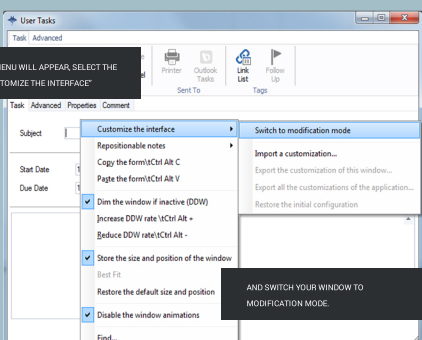 User Tasks
Task Advanced
MENU WILL APPEAR, SELECT THE
TOMIZE THE INTERFACE"
Printer
Outlook Tasks
Link List
Follow Up
Sent To
Tags
Task Advanced Properties Comment
Subject
Start Date
Due Date
Customize the interface
Repositionable notes
Copy the form\tCtrl Alt C
Paste the form\tCtrl Alt V
Dim the window if inactive (DDW)
Increase DDW rate \tCtrl Alt +
Reduce DDW rate\tCtrl Alt -
Store the size and position of the window
Best Fit
Restore the default size and position
Disable the window animations
Find...
Switch to modification mode
Import a customization...
Export the customization of this window...
Export all the customizations of the application...
Restore the initial configuration
AND SWITCH YOUR WINDOW TO
MODIFICATION MODE.